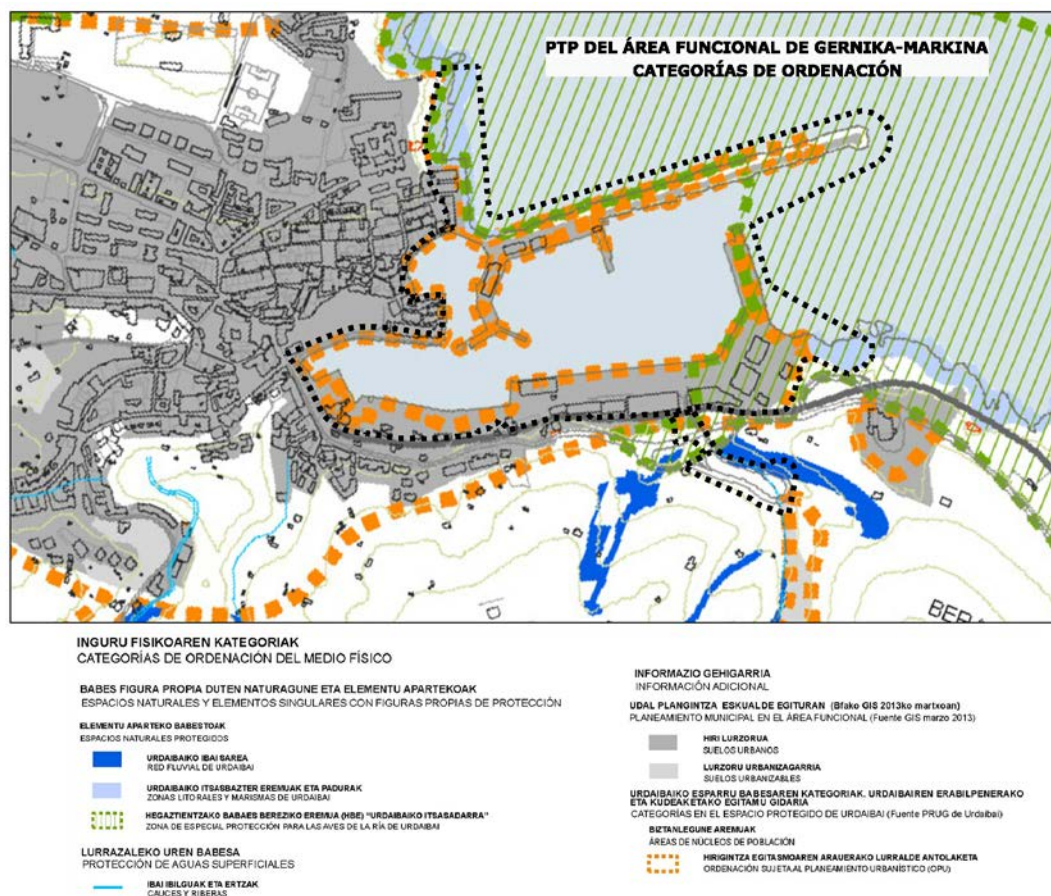 PTP DEL ÁREA FUNCIONAL DE GERNIKA-MARKINA
CATEGORÍAS DE ORDENACIÓN
INGURU FISIKOAREN KATEGORIAK
CATEGORÍAS DE ORDENACIÓN DEL MEDIO FÍSICO
BABES FIGURA PROPIA DUTEN NATURAGUNE ETA ELEMENTU APARTEKOAK
ESPACIOS NATURALES Y ELEMENTOS SINGULARES CON FIGURAS PROPIAS DE PROTECCIÓN
ELEMENTU APARTEKO BABESTOAK
ESPACIOS NATURALES PROTEGIDOS
URDAIBAIKO IBAI SAREA
RED FLUVIAL DE URDAIBAI
URDAIBAIKO ITSASBAZTER EREMUAK ETA PADURAK
ZONAS LITORALES Y MARISMAS DE URDAIBAI
HEGAZTIENTZAKO BABAES BEREZIKO EREMUA (HBE) "URDAIBAIKO ITSASADARRA"
ZONA DE ESPECIAL PROTECCIÓN PARA LAS AVES DE LA RÍA DE URDAIBAI
LURRAZALEKO UREN BABESA
PROTECCIÓN DE AGUAS SUPERFICIALES
IBAI IBILGUAK ETA ERTZAK
CAUCES Y RIBERAS
INFORMAZIO GEHIGARRIA
INFORMACIÓN ADICIONAL
UDAL PLANGINTZA ESKUALDE EGITURAN (Bfako GIS 2013ko martxoan)
PLANEAMIENTO MUNICIPAL EN EL ÁREA FUNCIONAL (Fuente GIS marzo 2013)
HIRI LURZORUA
SUELOS URBANOS
LURZORU URBANIZAGARRIA
SUELOS URBANIZABLES
URDAIBAIKO ESPARRU BABESAREN KATEGORIAK. URDAIBAIREN ERABILPENERAKO
ETA KUDEAKETAKO EGITAMU GIDARIA
CATEGORÍAS EN EL ESPACIO PROTEGIDO DE URDAIBAI (Fuente PRUG de Urdaibai)
BIZTANLEGUNE AREMUAK
ÁREAS DE NÚCLEOS DE POBLACIÓN
HIRIGINTZA EGITASMOAREN ARAUERAKO LURRALDE ANTOLAKETA
ORDENACIÓN SUJETA AL PLANEAMIENTO URBANÍSTICO (OPU)